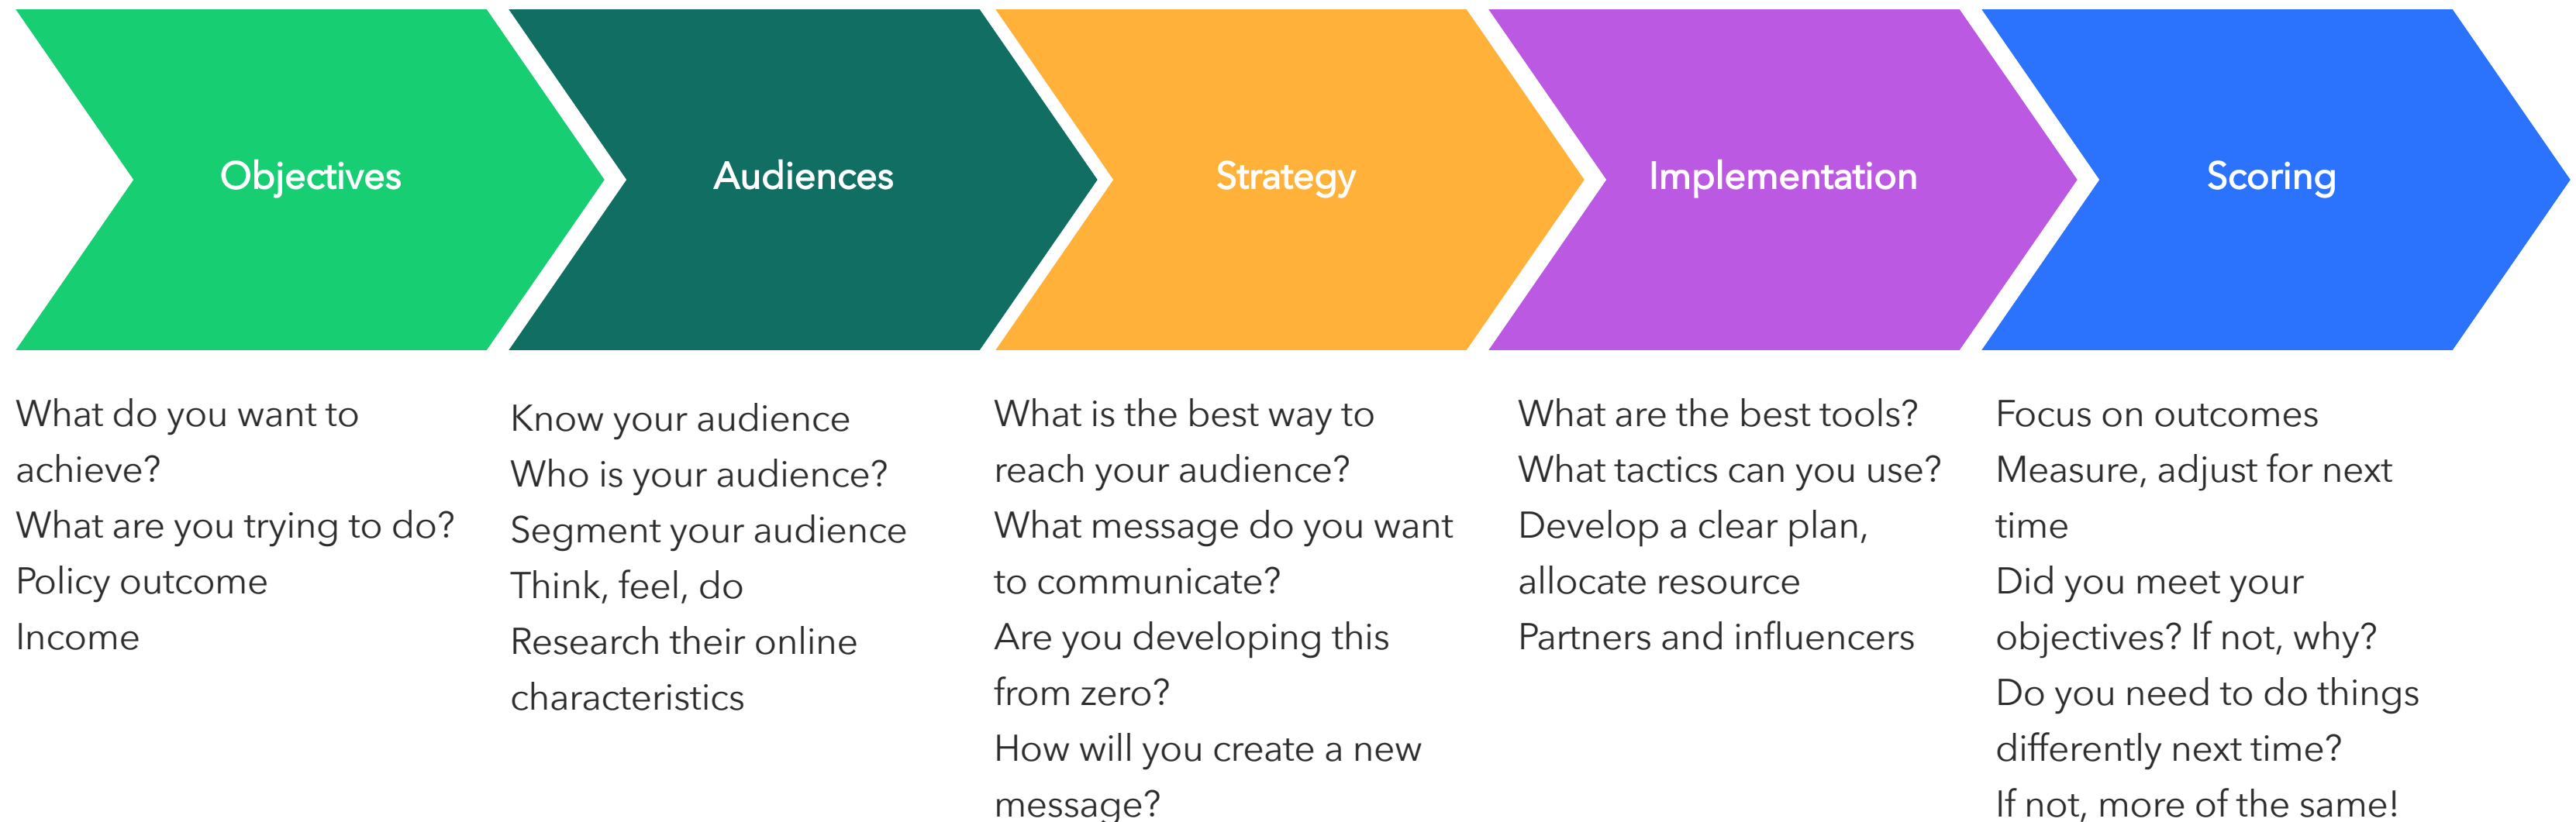 Objectives
Audiences
Strategy
Implementation
Scoring
What do you want to
achieve?
What are you trying to do?
Policy outcome
Income
Know your audience
Who is your audience?
Segment your audience
Think, feel, do
Research their online
characteristics
What is the best way to
reach your audience?
What message do you want
to communicate?
Are you developing this
from zero?
How will you create a new
message?
What are the best tools?
What tactics can you use?
Develop a clear plan,
allocate resource
Partners and influencers
Focus on outcomes
Measure, adjust for next
time
Did you meet your
objectives? If not, why?
Do you need to do things
differently next time?
If not, more of the same!